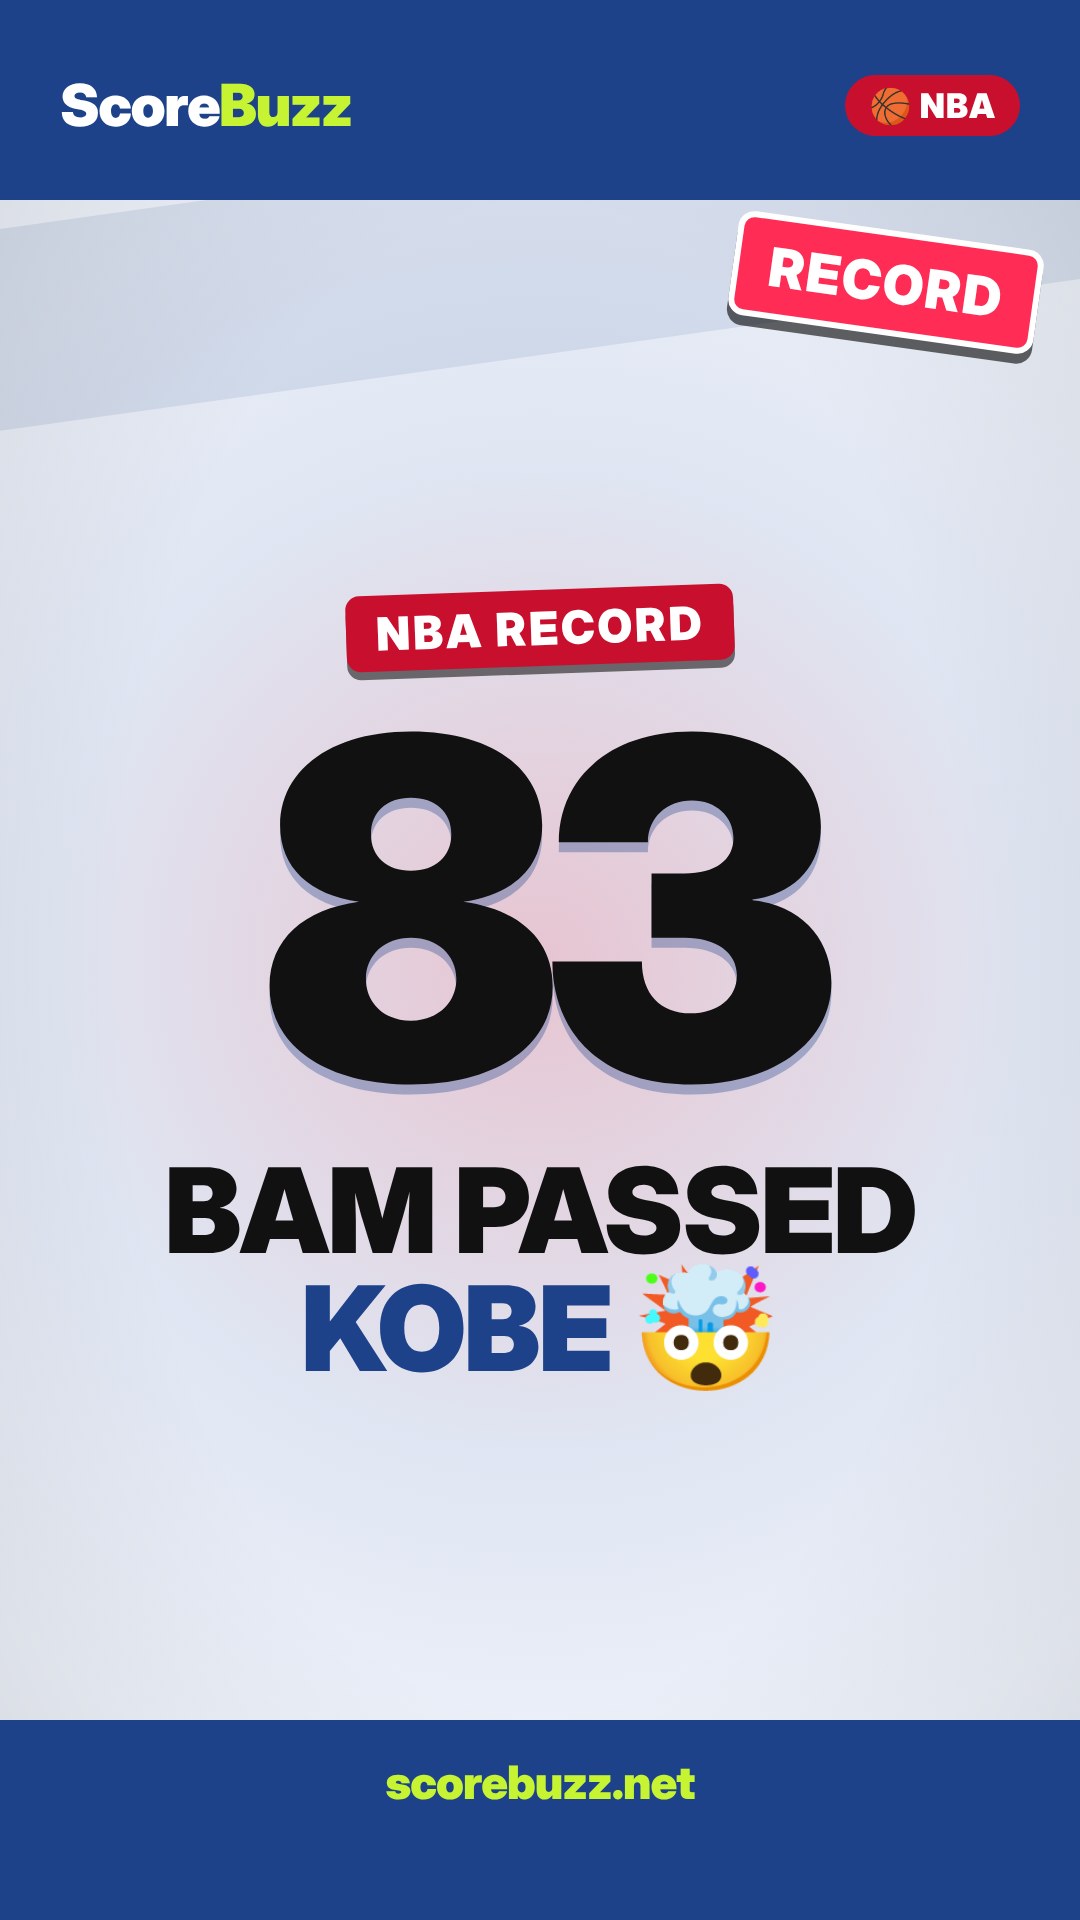 ScoreBuzz
🏀 NBA
RECORD
NBA RECORD
83
BAM PASSED
KOBE 🤯
scorebuzz.net